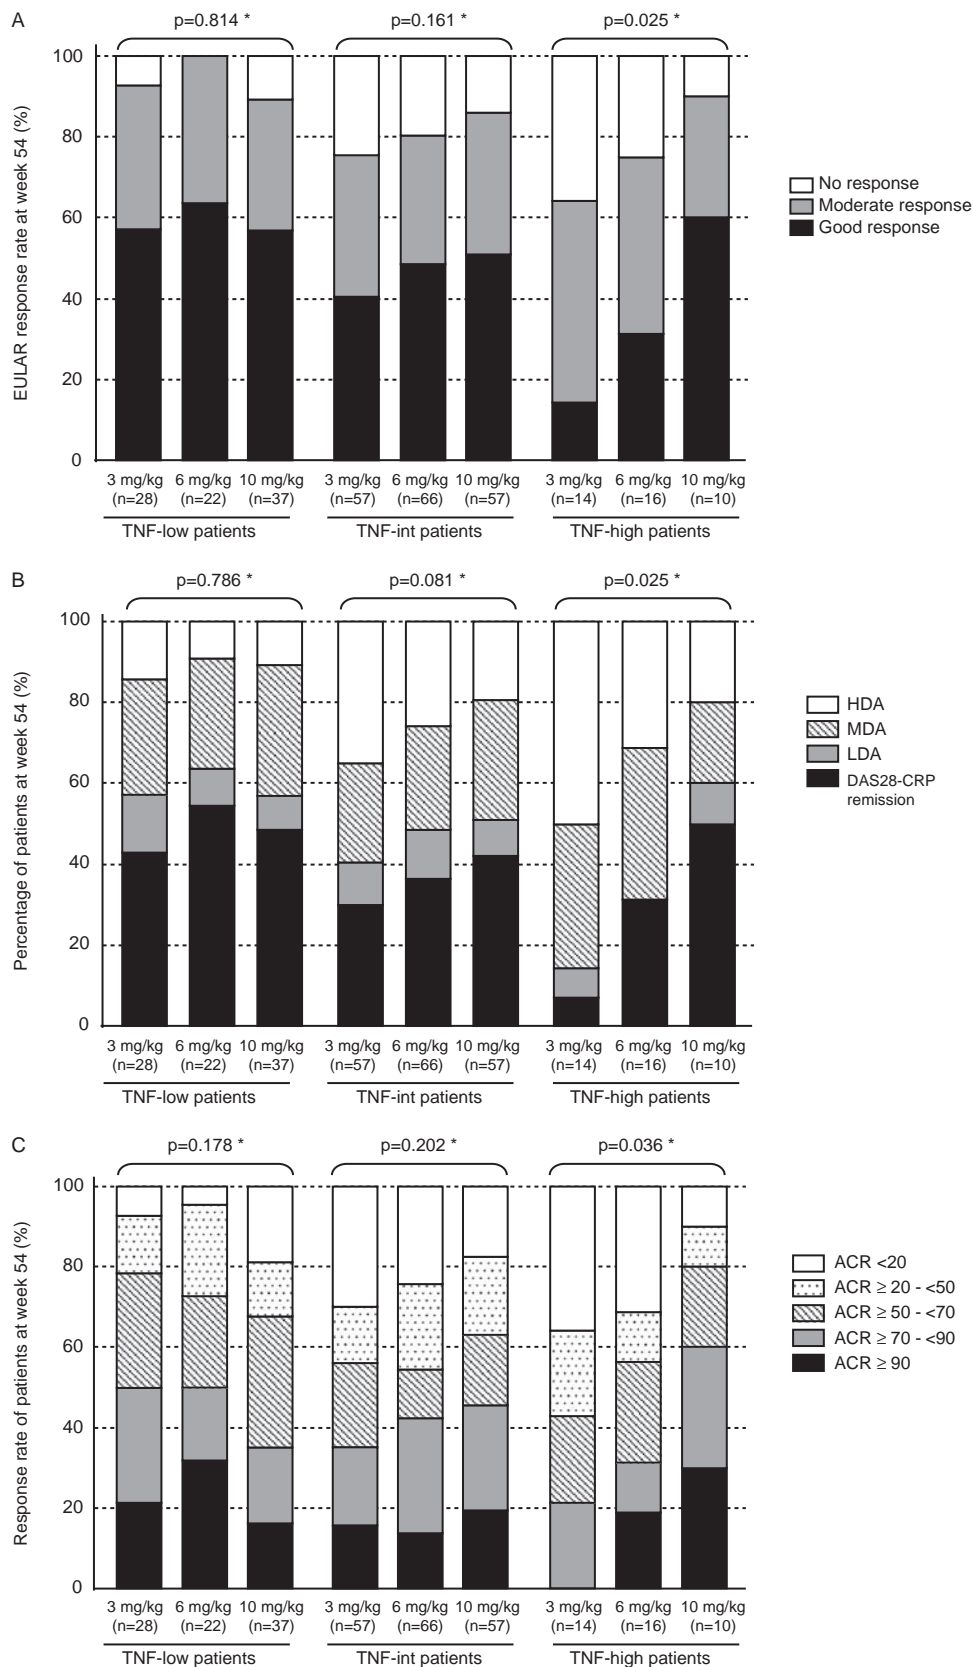 A
p=0.814 *
p=0.161 *
p=0.025 *
EULAR response rate at week 54 (%)
100
80
60
40
20
0
No response
Moderate response
Good response
3 mg/kg 6 mg/kg 10 mg/kg 3 mg/kg 6 mg/kg 10 mg/kg 3 mg/kg 6 mg/kg 10 mg/kg
(n=28) (n=22) (n=37) (n=57) (n=66) (n=57) (n=14) (n=16) (n=10)
TNF-low patients TNF-int patients TNF-high patients
B
p=0.786 *
p=0.081 *
p=0.025 *
Percentage of patients at week 54 (%)
100
80
60
40
20
0
HDA
MDA
LDA
DAS28-CRP
remission
3 mg/kg 6 mg/kg 10 mg/kg 3 mg/kg 6 mg/kg 10 mg/kg 3 mg/kg 6 mg/kg 10 mg/kg
(n=28) (n=22) (n=37) (n=57) (n=66) (n=57) (n=14) (n=16) (n=10)
TNF-low patients TNF-int patients TNF-high patients
C
p=0.178 *
p=0.202 *
p=0.036 *
Response rate of patients at week 54 (%)
100
80
60
40
20
0
ACR <20
ACR ≥ 20 - <50
ACR ≥ 50 - <70
ACR ≥ 70 - <90
ACR ≥ 90
3 mg/kg 6 mg/kg 10 mg/kg 3 mg/kg 6 mg/kg 10 mg/kg 3 mg/kg 6 mg/kg 10 mg/kg
(n=28) (n=22) (n=37) (n=57) (n=66) (n=57) (n=14) (n=16) (n=10)
TNF-low patients TNF-int patients TNF-high patients